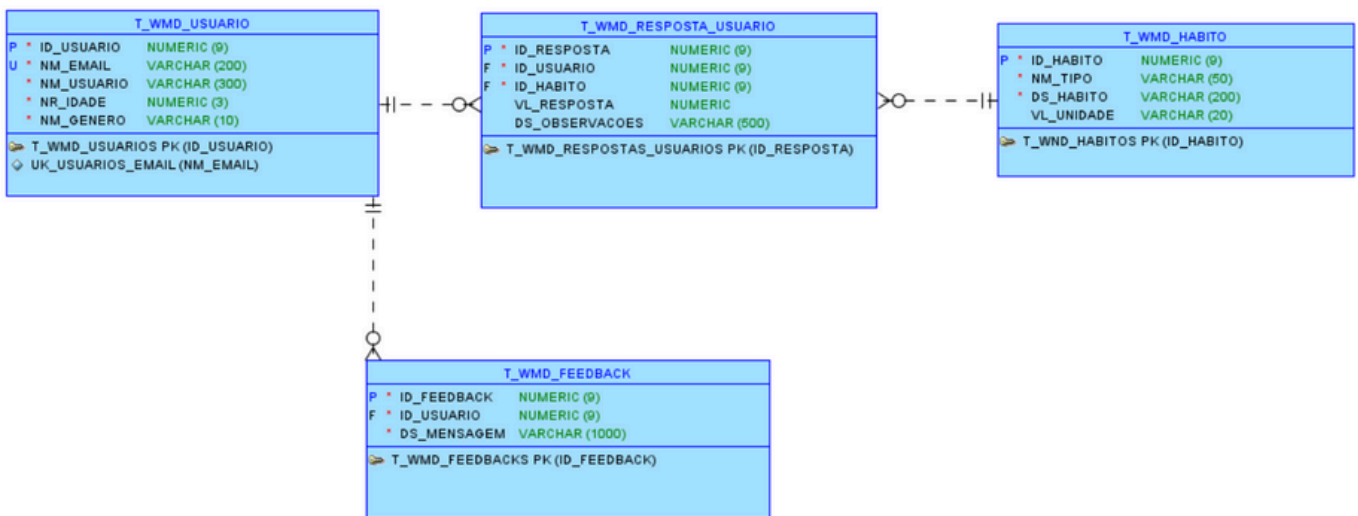 T_WMD_USUARIO
P * ID_USUARIO NUMERIC (9)
U * NM_EMAIL VARCHAR (200)
* NM_USUARIO VARCHAR (300)
* NR_IDADE NUMERIC (3)
* NM_GENERO VARCHAR (10)
T_WMD_USUARIOS PK (ID_USUARIO)
UK_USUARIOS_EMAIL (NM_EMAIL)
T_WMD_RESPOSTA_USUARIO
P * ID_RESPOSTA NUMERIC (9)
F * ID_USUARIO NUMERIC (9)
F * ID_HABITO NUMERIC (9)
VL_RESPOSTA NUMERIC
DS_OBSERVACOES VARCHAR (500)
T_WMD_RESPOSTAS_USUARIOS PK (ID_RESPOSTA)
T_WMD_HABITO
P * ID_HABITO NUMERIC (9)
* NM_TIPO VARCHAR (50)
* DS_HABITO VARCHAR (200)
VL_UNIDADE VARCHAR (20)
T_WND_HABITOS PK (ID_HABITO)
T_WMD_FEEDBACK
P * ID_FEEDBACK NUMERIC (9)
F * ID_USUARIO NUMERIC (9)
* DS_MENSAGEM VARCHAR (1000)
T_WMD_FEEDBACKS PK (ID_FEEDBACK)